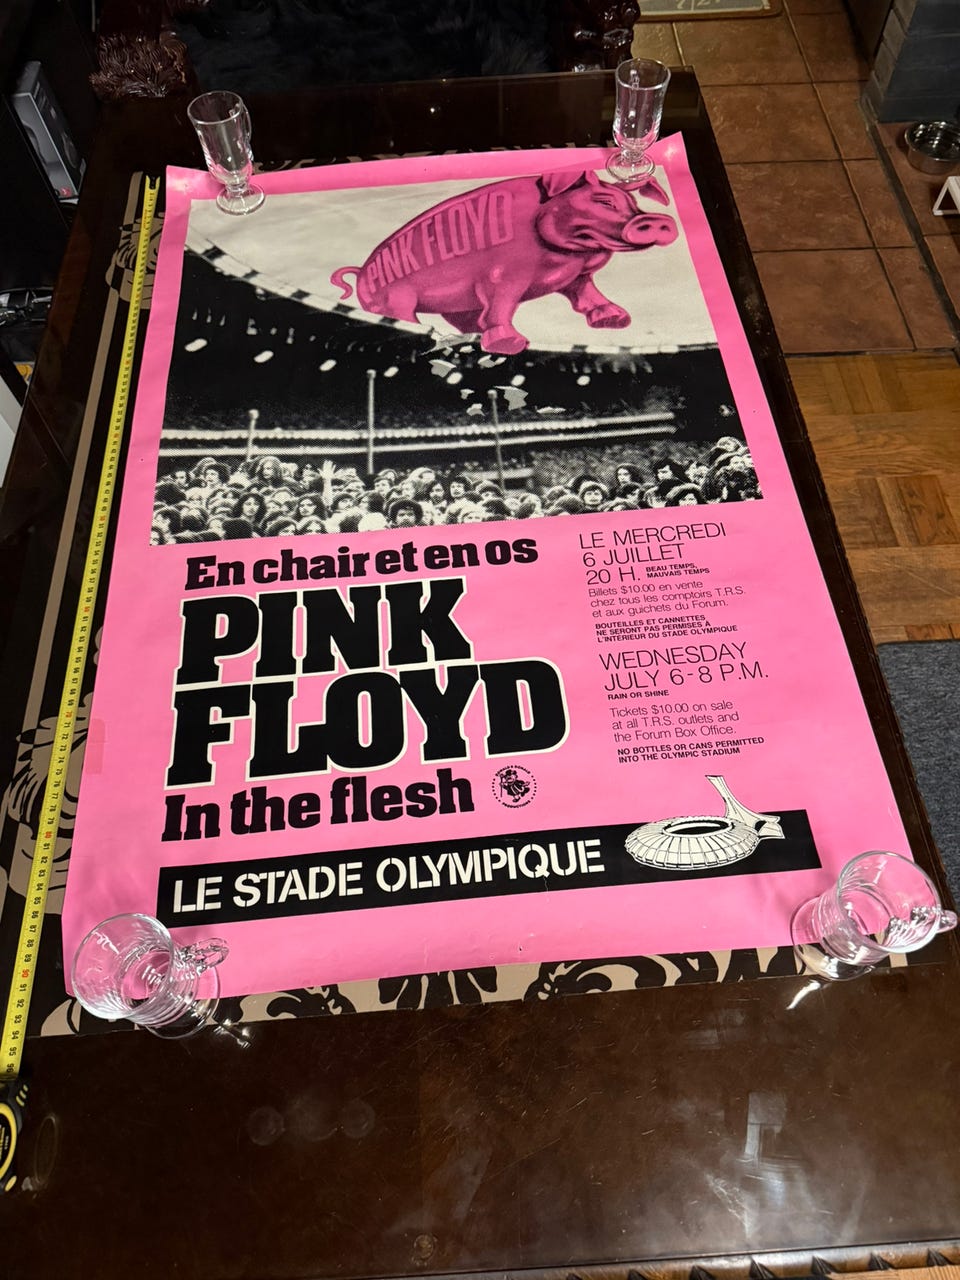 PINK FLOYD
En chair et en os
PINK
FLOYD
In the flesh
LE MERCREDI
6 JUILLET
20 H. BEAU TEMPS,
MAUVAIS TEMPS
Billets $10.00 en vente
chez tous les comptoirs T.R.S.
et aux guichets du Forum.
BOUTEILLES ET CANNETTES
NE SERONT PAS PERMISES À
L'INTÉRIEUR DU STADE OLYMPIQUE
WEDNESDAY
JULY 6-8 P.M.
RAIN OR SHINE
Tickets $10.00 on sale
at all T.R.S. outlets and
the Forum Box Office.
NO BOTTLES OR CANS PERMITTED
INTO THE OLYMPIC STADIUM
PRODUCTIONS
LE STADE OLYMPIQUE